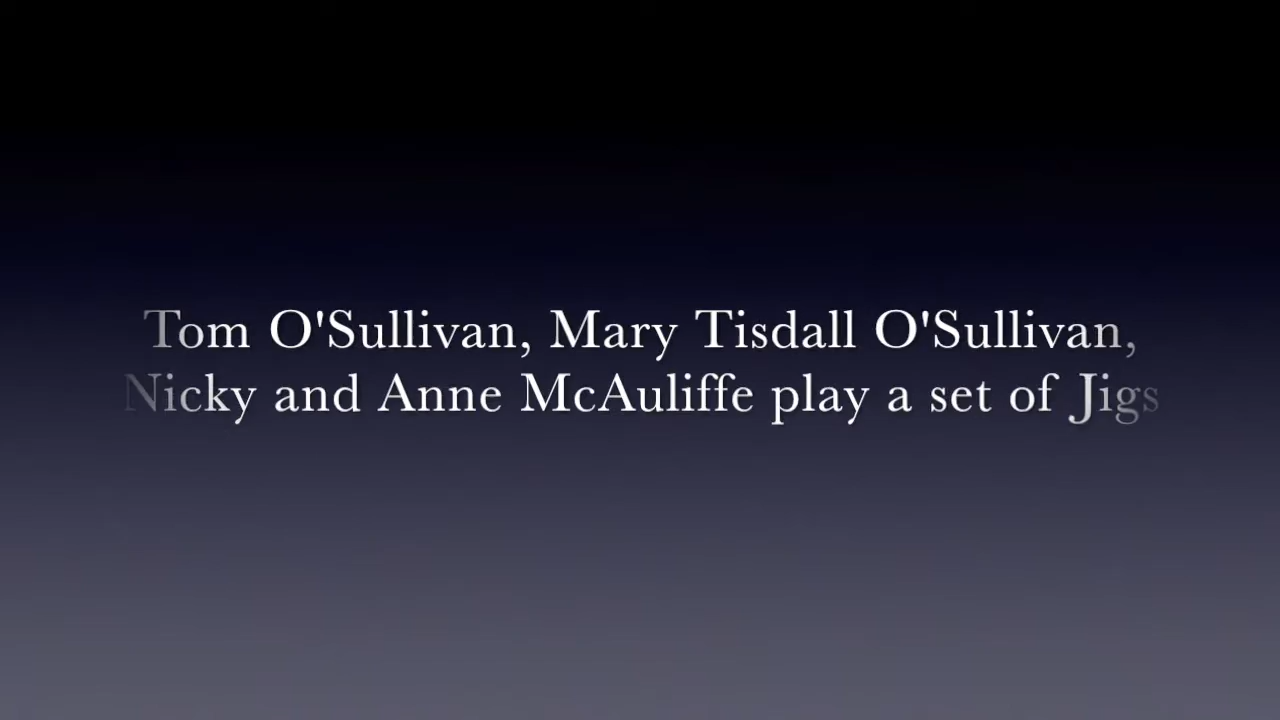 Tom O'Sullivan, Mary Tisdall O'Sullivan,
Nicky and Anne McAuliffe play a set of Jigs